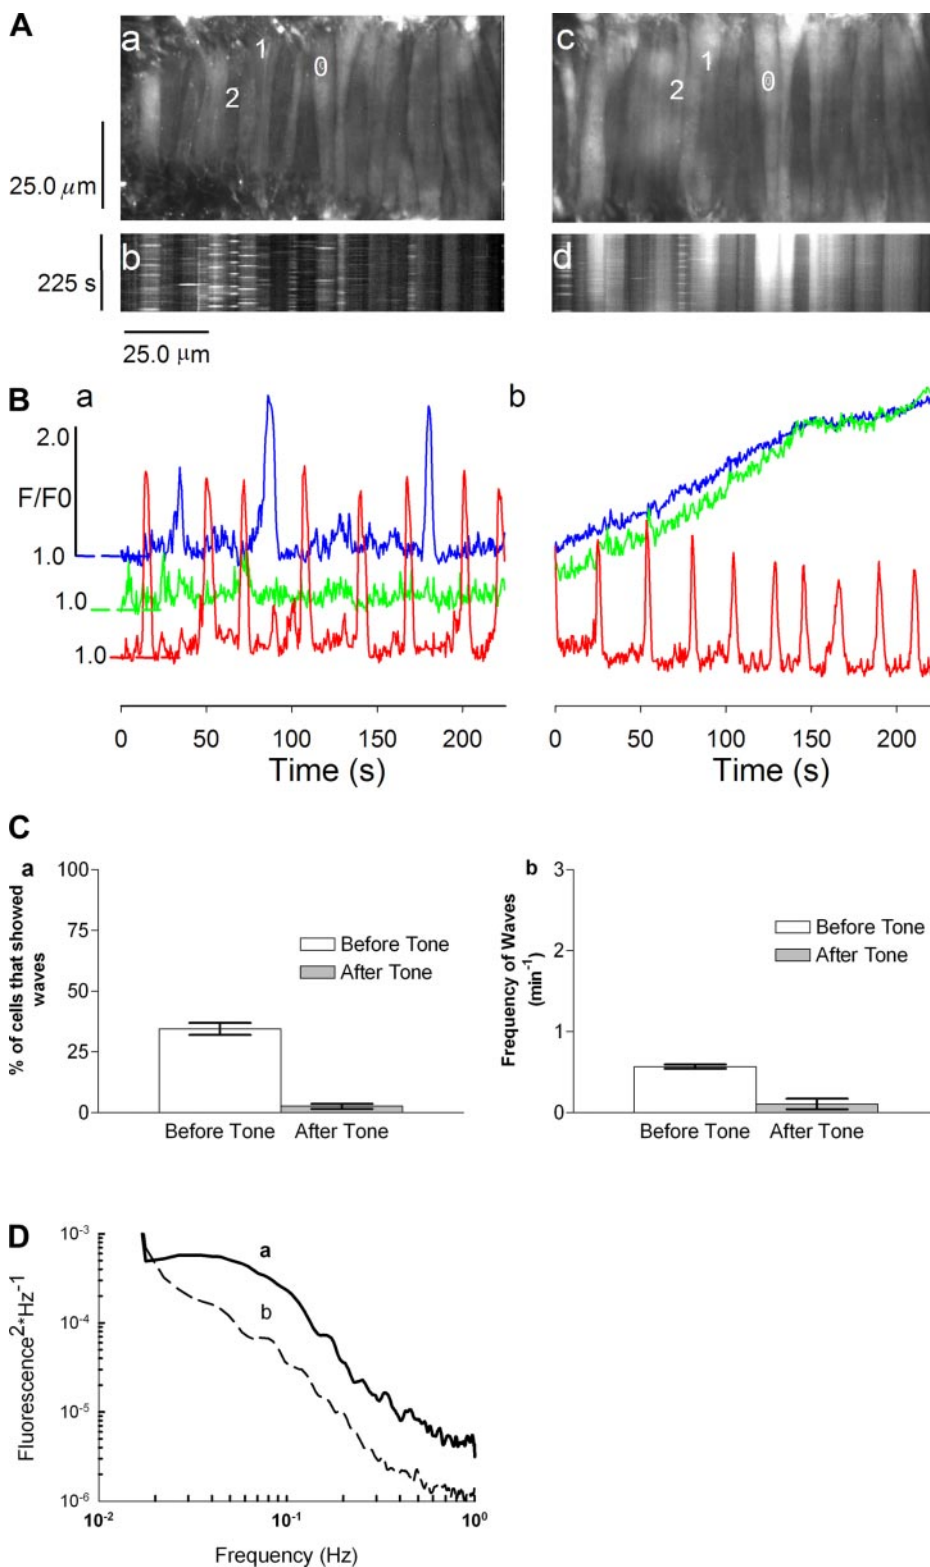 A
a
1
0
2
c
1
0
2
25.0 μm
b
d
225 s
25.0 μm
B
a
b
2.0
F/F0
1.0
1.0
1.0
0 50 100 150 200
Time (s)
0 50 100 150 200
Time (s)
C
a
% of cells that showed
waves
100
75
50
25
0
Before Tone
After Tone
Before Tone After Tone
b
Frequency of Waves
(min⁻¹)
3
2
1
0
Before Tone
After Tone
Before Tone After Tone
D
Fluorescence²*Hz⁻¹
10⁻³
10⁻⁴
10⁻⁵
10⁻⁶
a
b
10⁻² 10⁻¹ 10⁰
Frequency (Hz)